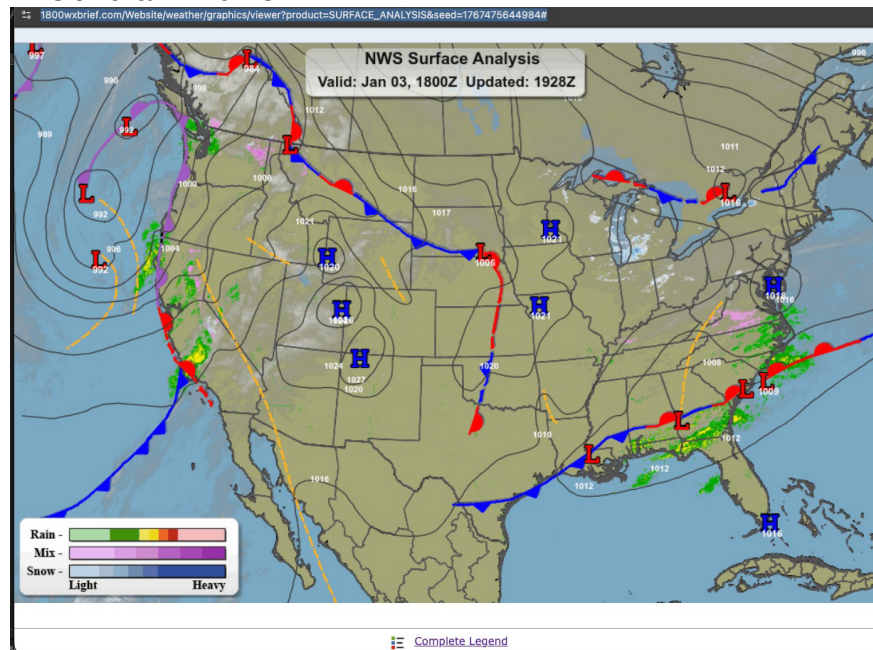 1800wxbrief.com/Website/weather/graphics/viewer?product=SURFACE_ANALYSIS&seed=1767475644984#
NWS Surface Analysis
Valid: Jan 03, 1800Z Updated: 1928Z
L
997
L
984
996
990
998
1012
989
L
992
L
1011
1012
1008
1000
1016
L
992
1017
L
1016
1021
H
1021
996
1004
L
992
H
1020
L
1006
H
1016
H
H
1021
H
1024
1027
1020
1020
1008
L
1009
L
L
1010
L
1012
1012
1012
1016
H
1016
Rain -
Mix -
Snow -
Light Heavy
Complete Legend